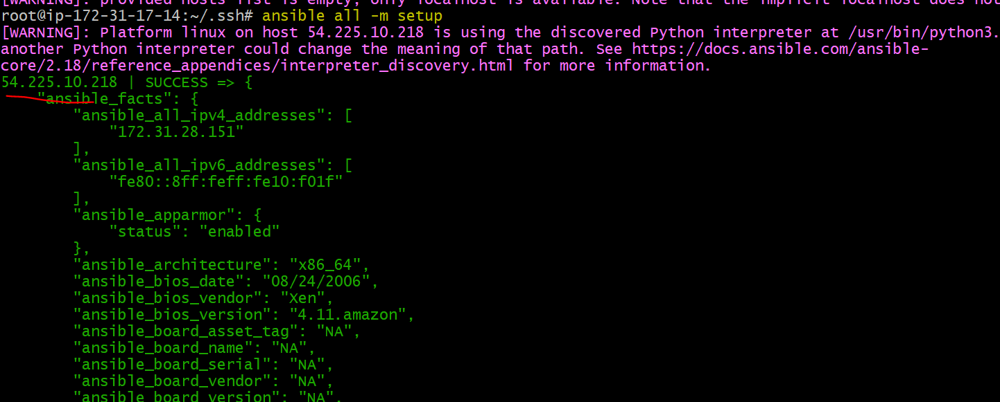 [WARNING]: provided hosts list is empty, only localhost is available. Note that the implicit localhost does not
root@ip-172-31-17-14:~/.ssh# ansible all -m setup
[WARNING]: Platform linux on host 54.225.10.218 is using the discovered Python interpreter at /usr/bin/python3.
another Python interpreter could change the meaning of that path. See https://docs.ansible.com/ansible-
core/2.18/reference_appendices/interpreter_discovery.html for more information.
54.225.10.218 | SUCCESS => {
    "ansible_facts": {
        "ansible_all_ipv4_addresses": [
            "172.31.28.151"
        ],
        "ansible_all_ipv6_addresses": [
            "fe80::8ff:feff:fe10:f01f"
        ],
        "ansible_apparmor": {
            "status": "enabled"
        },
        "ansible_architecture": "x86_64",
        "ansible_bios_date": "08/24/2006",
        "ansible_bios_vendor": "Xen",
        "ansible_bios_version": "4.11.amazon",
        "ansible_board_asset_tag": "NA",
        "ansible_board_name": "NA",
        "ansible_board_serial": "NA",
        "ansible_board_vendor": "NA",
        "ansible_board_version": "NA",